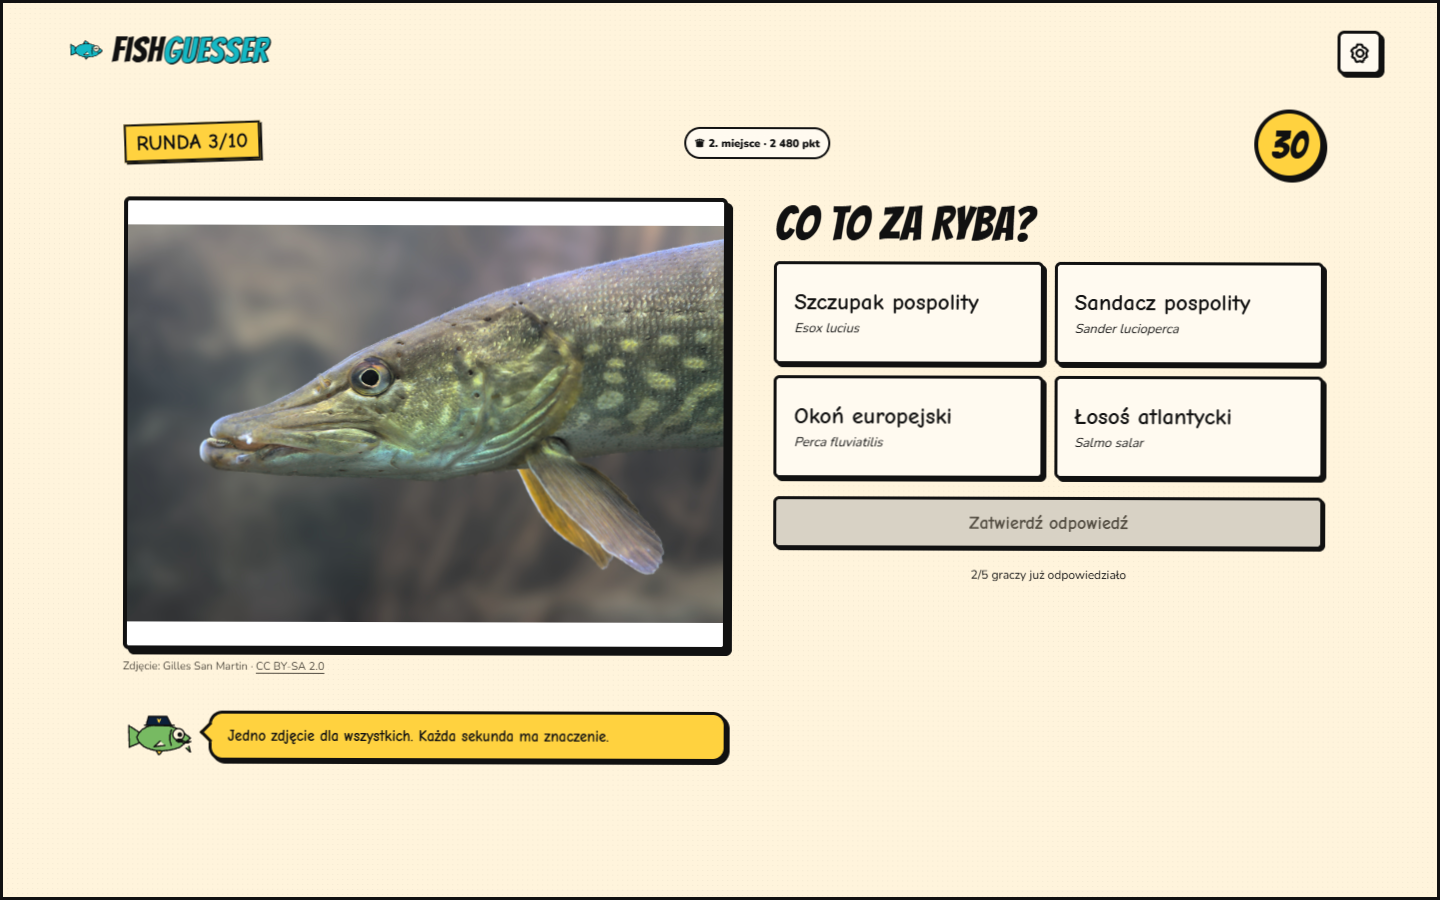 FISHGUESSER
RUNDA 3/10
2. miejsce · 2 480 pkt
30
CO TO ZA RYBA?
Szczupak pospolity
Esox lucius
Sandacz pospolity
Sander lucioperca
Okoń europejski
Perca fluviatilis
Łosoś atlantycki
Salmo salar
Zatwierdź odpowiedź
2/5 graczy już odpowiedziało
Zdjęcie: Gilles San Martin · CC BY-SA 2.0
Jedno zdjęcie dla wszystkich. Każda sekunda ma znaczenie.